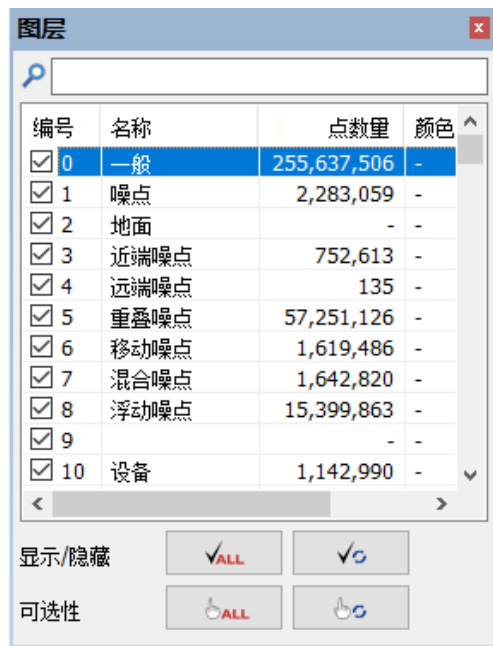 图层
编号 名称 点数量 颜色
0 一般 255,637,506 -
1 噪点 2,283,059 -
2 地面 - -
3 近端噪点 752,613 -
4 远端噪点 135 -
5 重叠噪点 57,251,126 -
6 移动噪点 1,619,486 -
7 混合噪点 1,642,820 -
8 浮动噪点 15,399,863 -
9 - -
10 设备 1,142,990 -
显示/隐藏 ALL
可选性 ALL